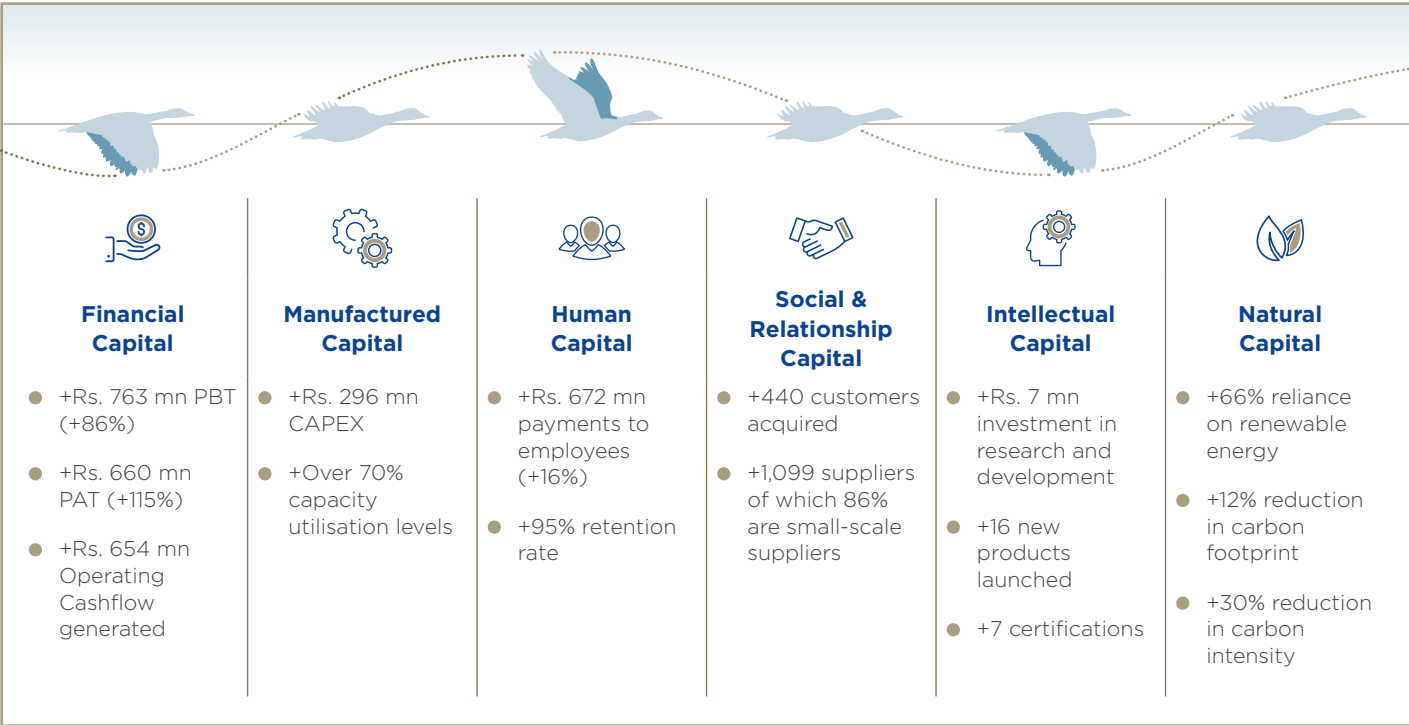 $
Financial
Capital
+Rs. 763 mn PBT
(+86%)
+Rs. 660 mn
PAT (+115%)
+Rs. 654 mn
Operating
Cashflow
generated
Manufactured
Capital
+Rs. 296 mn
CAPEX
+Over 70%
capacity
utilisation levels
Human
Capital
+Rs. 672 mn
payments to
employees
(+16%)
+95% retention
rate
Social &
Relationship
Capital
+440 customers
acquired
+1,099 suppliers
of which 86%
are small-scale
suppliers
Intellectual
Capital
+Rs. 7 mn
investment in
research and
development
+16 new
products
launched
+7 certifications
Natural
Capital
+66% reliance
on renewable
energy
+12% reduction
in carbon
footprint
+30% reduction
in carbon
intensity